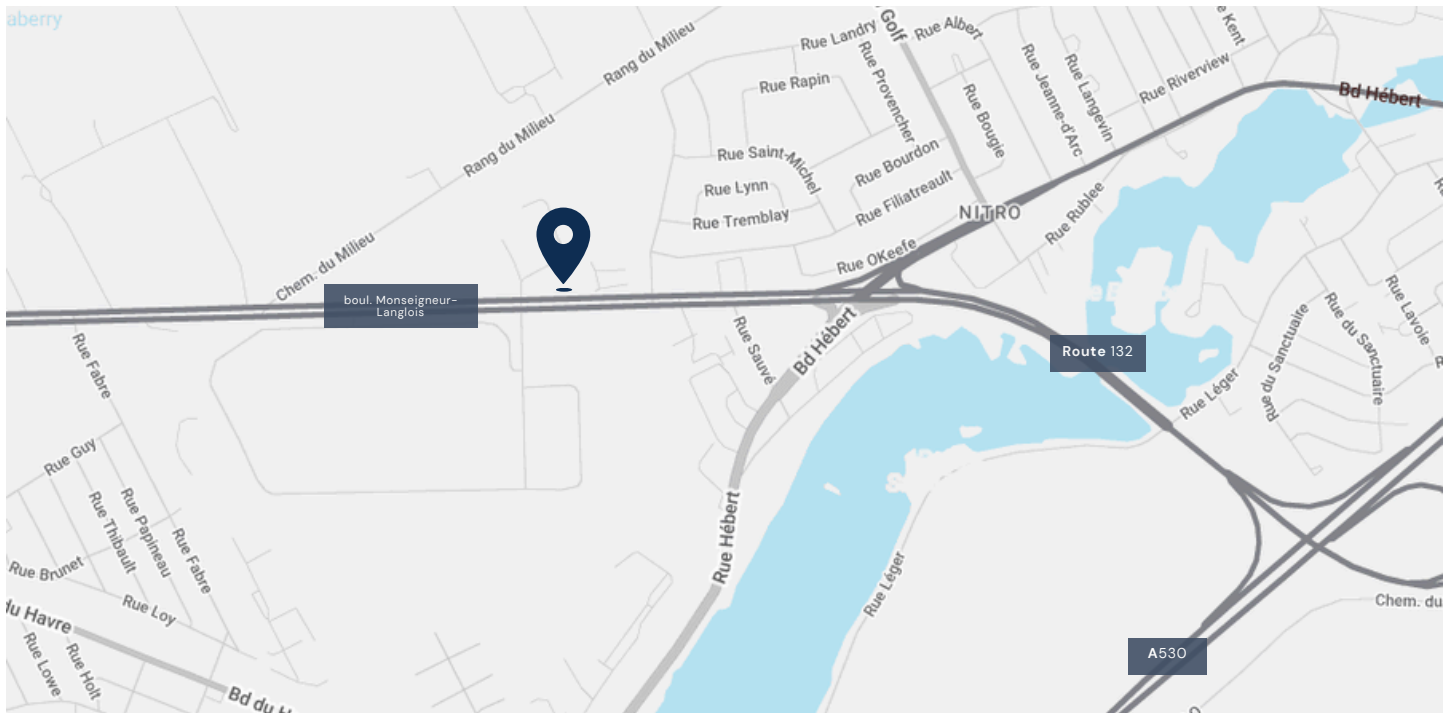 aberry
Golf
Rue Albert
Rue Landry
Rang du Milieu
Rue Provencher
Rue Jeanne-d'Arc
Rue Langevin
e Kent
Rue Riverview
Bd Hébert
Rue Rapin
Rue Bougie
Rang du Milieu
Rue Saint-Michel
Rue Bourdon
Rue Lynn
Rue Filiatreault
Rue Tremblay
NITRO
Rue Rublee
Rue OKeefe
Chem. du Milieu
boul. Monseigneur-
Langlois
Rue Fabre
Rue Sauvé
Bd Hébert
Route 132
Rue du Sanctuaire
Rue du Sanctuaire
Rue Lavoie
Rue Léger
Rue Guy
Rue Thibault
Rue Papineau
Rue Fabre
Rue Hébert
Rue Brunet
Rue Léger
Rue Loy
du Havre
Chem. du
Rue Lowe
Rue Holt
A530
Bd du H